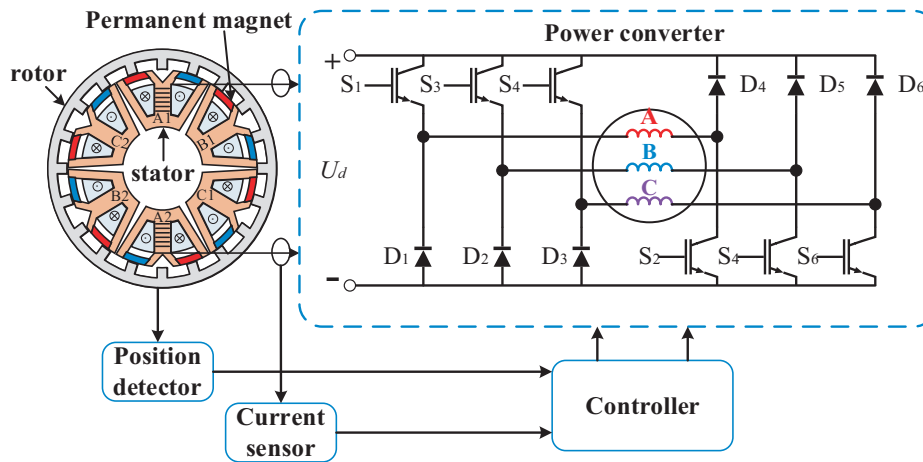 Permanent magnet
rotor
stator
A1
B1
C1
A2
B2
C2
Power converter
+
S1
S3
S4
D4
D5
D6
A
B
C
Ud
D1
D2
D3
S2
S4
S6
-
Position
detector
Current
sensor
Controller